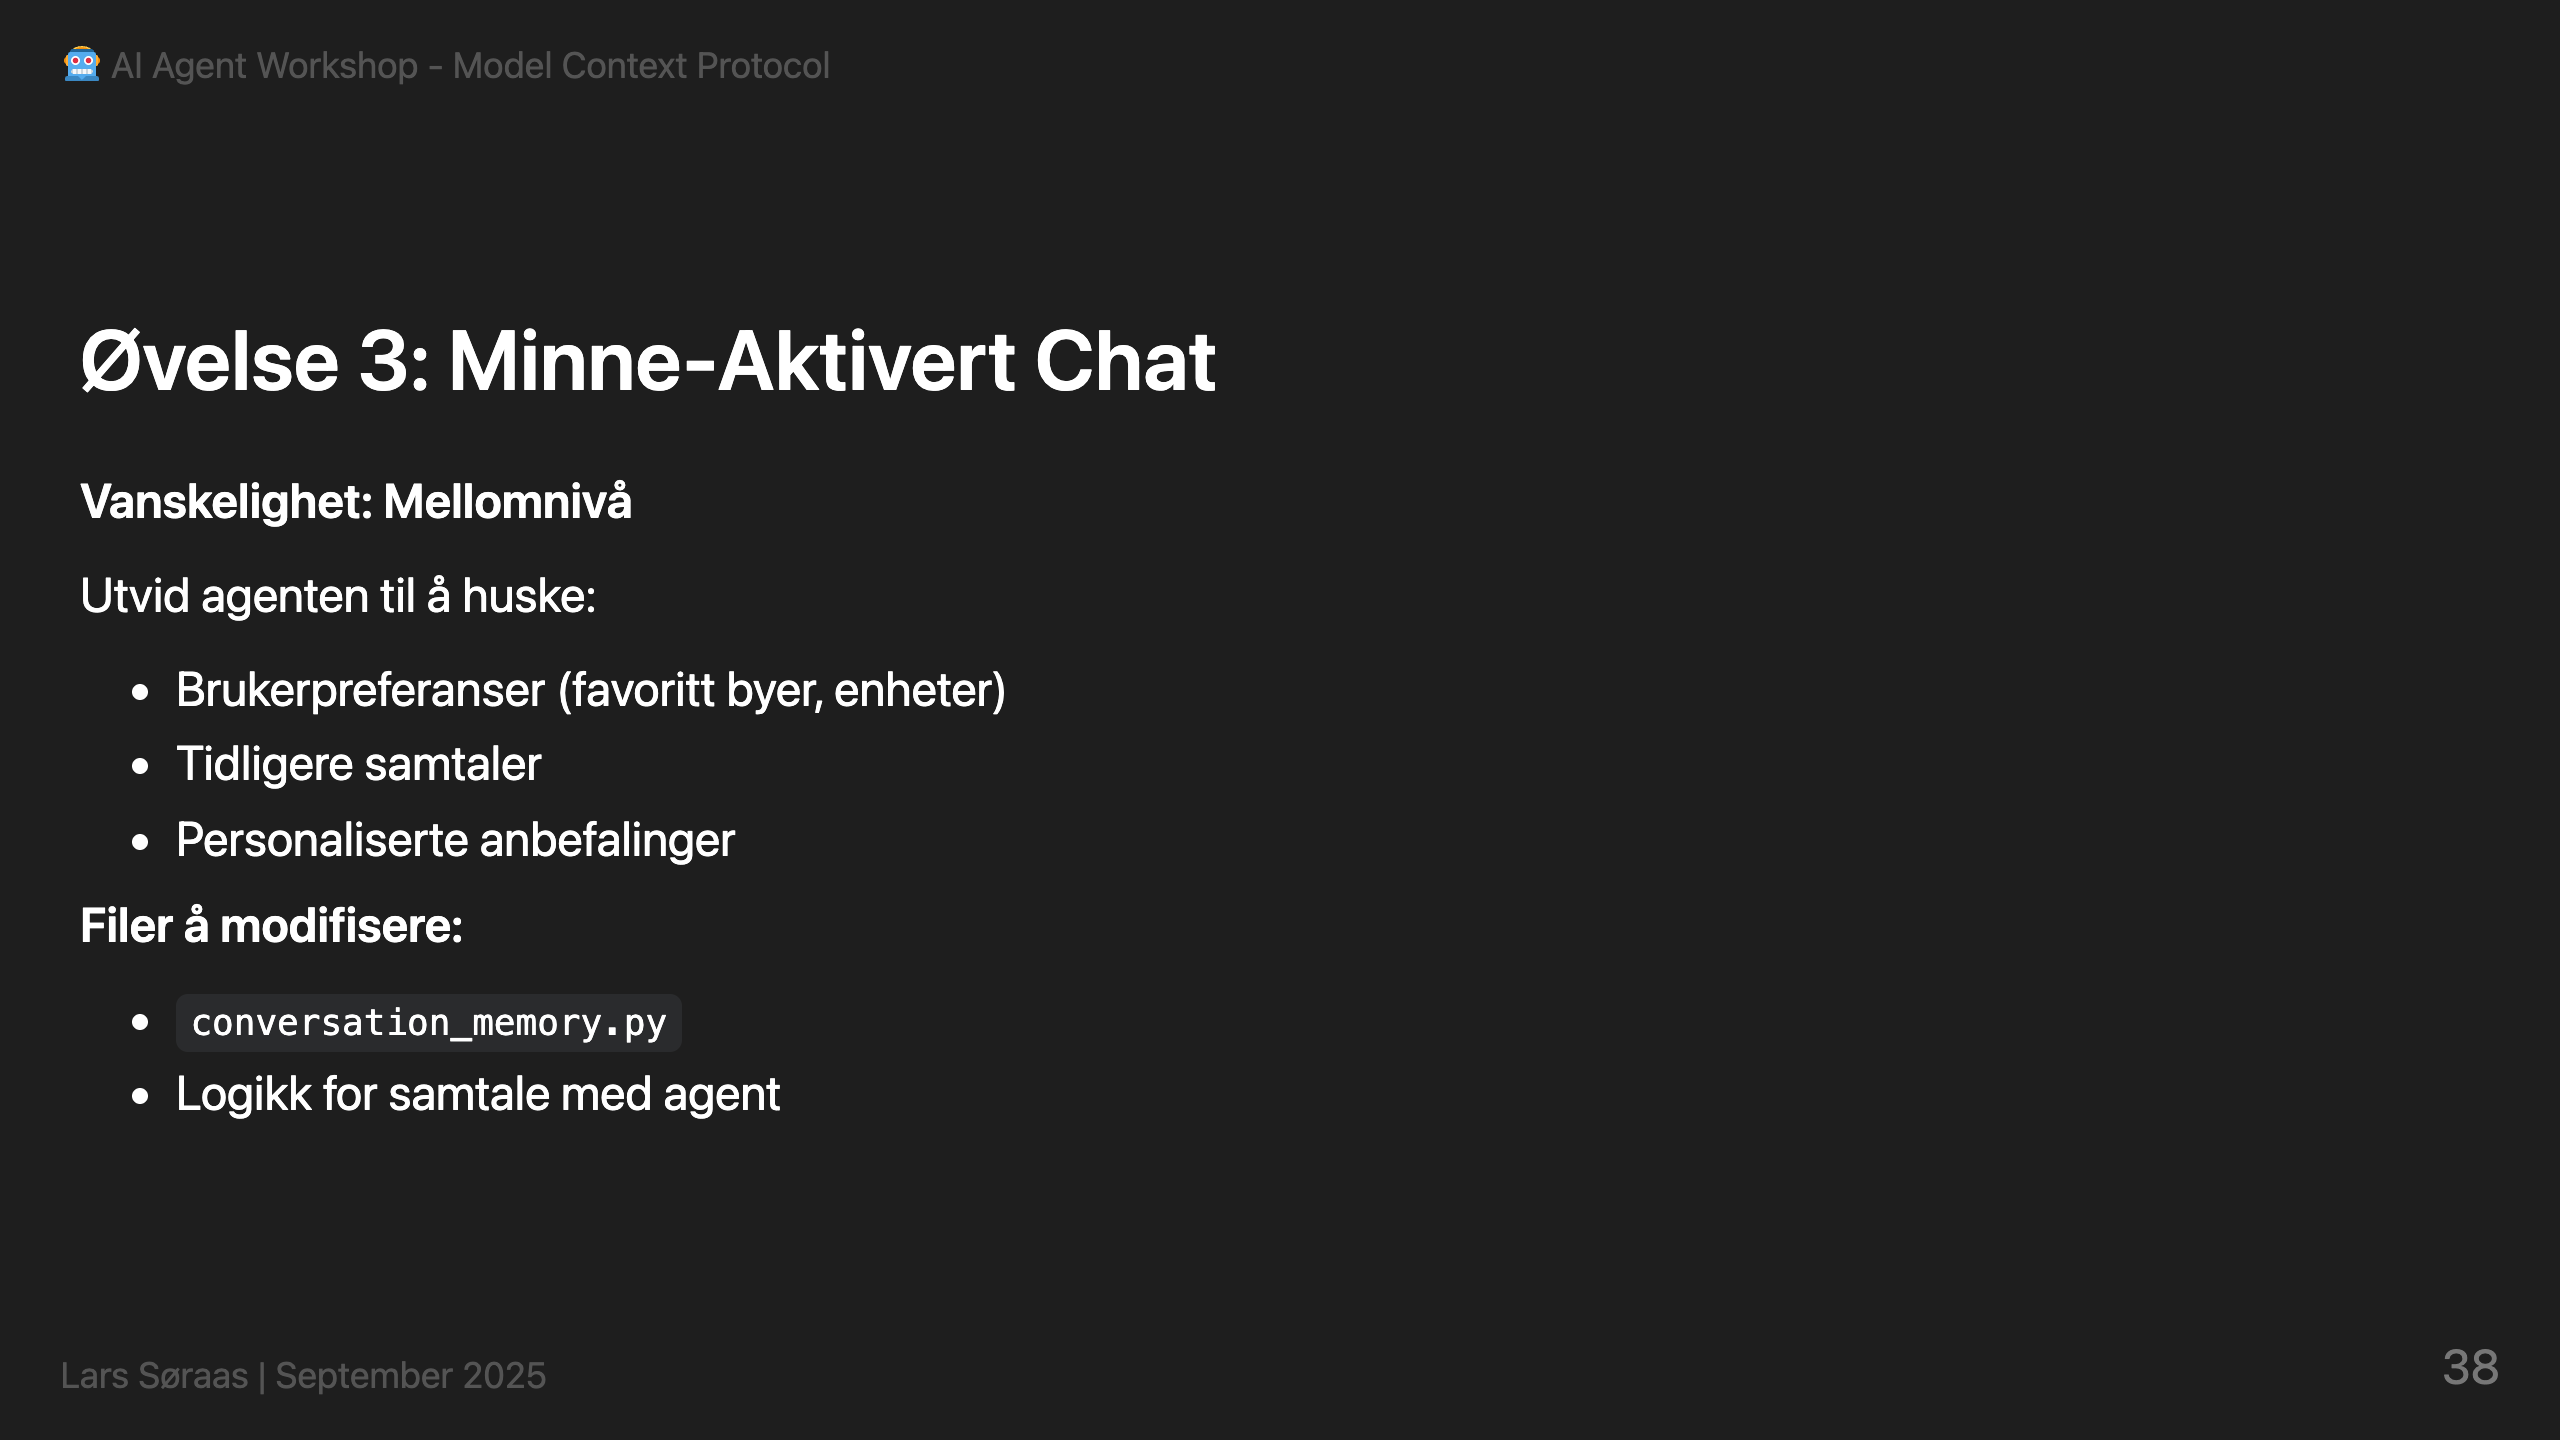 AI Agent Workshop - Model Context Protocol
Øvelse 3: Minne-Aktivert Chat
Vanskelighet: Mellomnivå
Utvid agenten til å huske:
Brukerpreferanser (favoritt byer, enheter)
Tidligere samtaler
Personaliserte anbefalinger
Filer å modifisere:
conversation_memory.py
Logikk for samtale med agent
Lars Søraas | September 2025
38